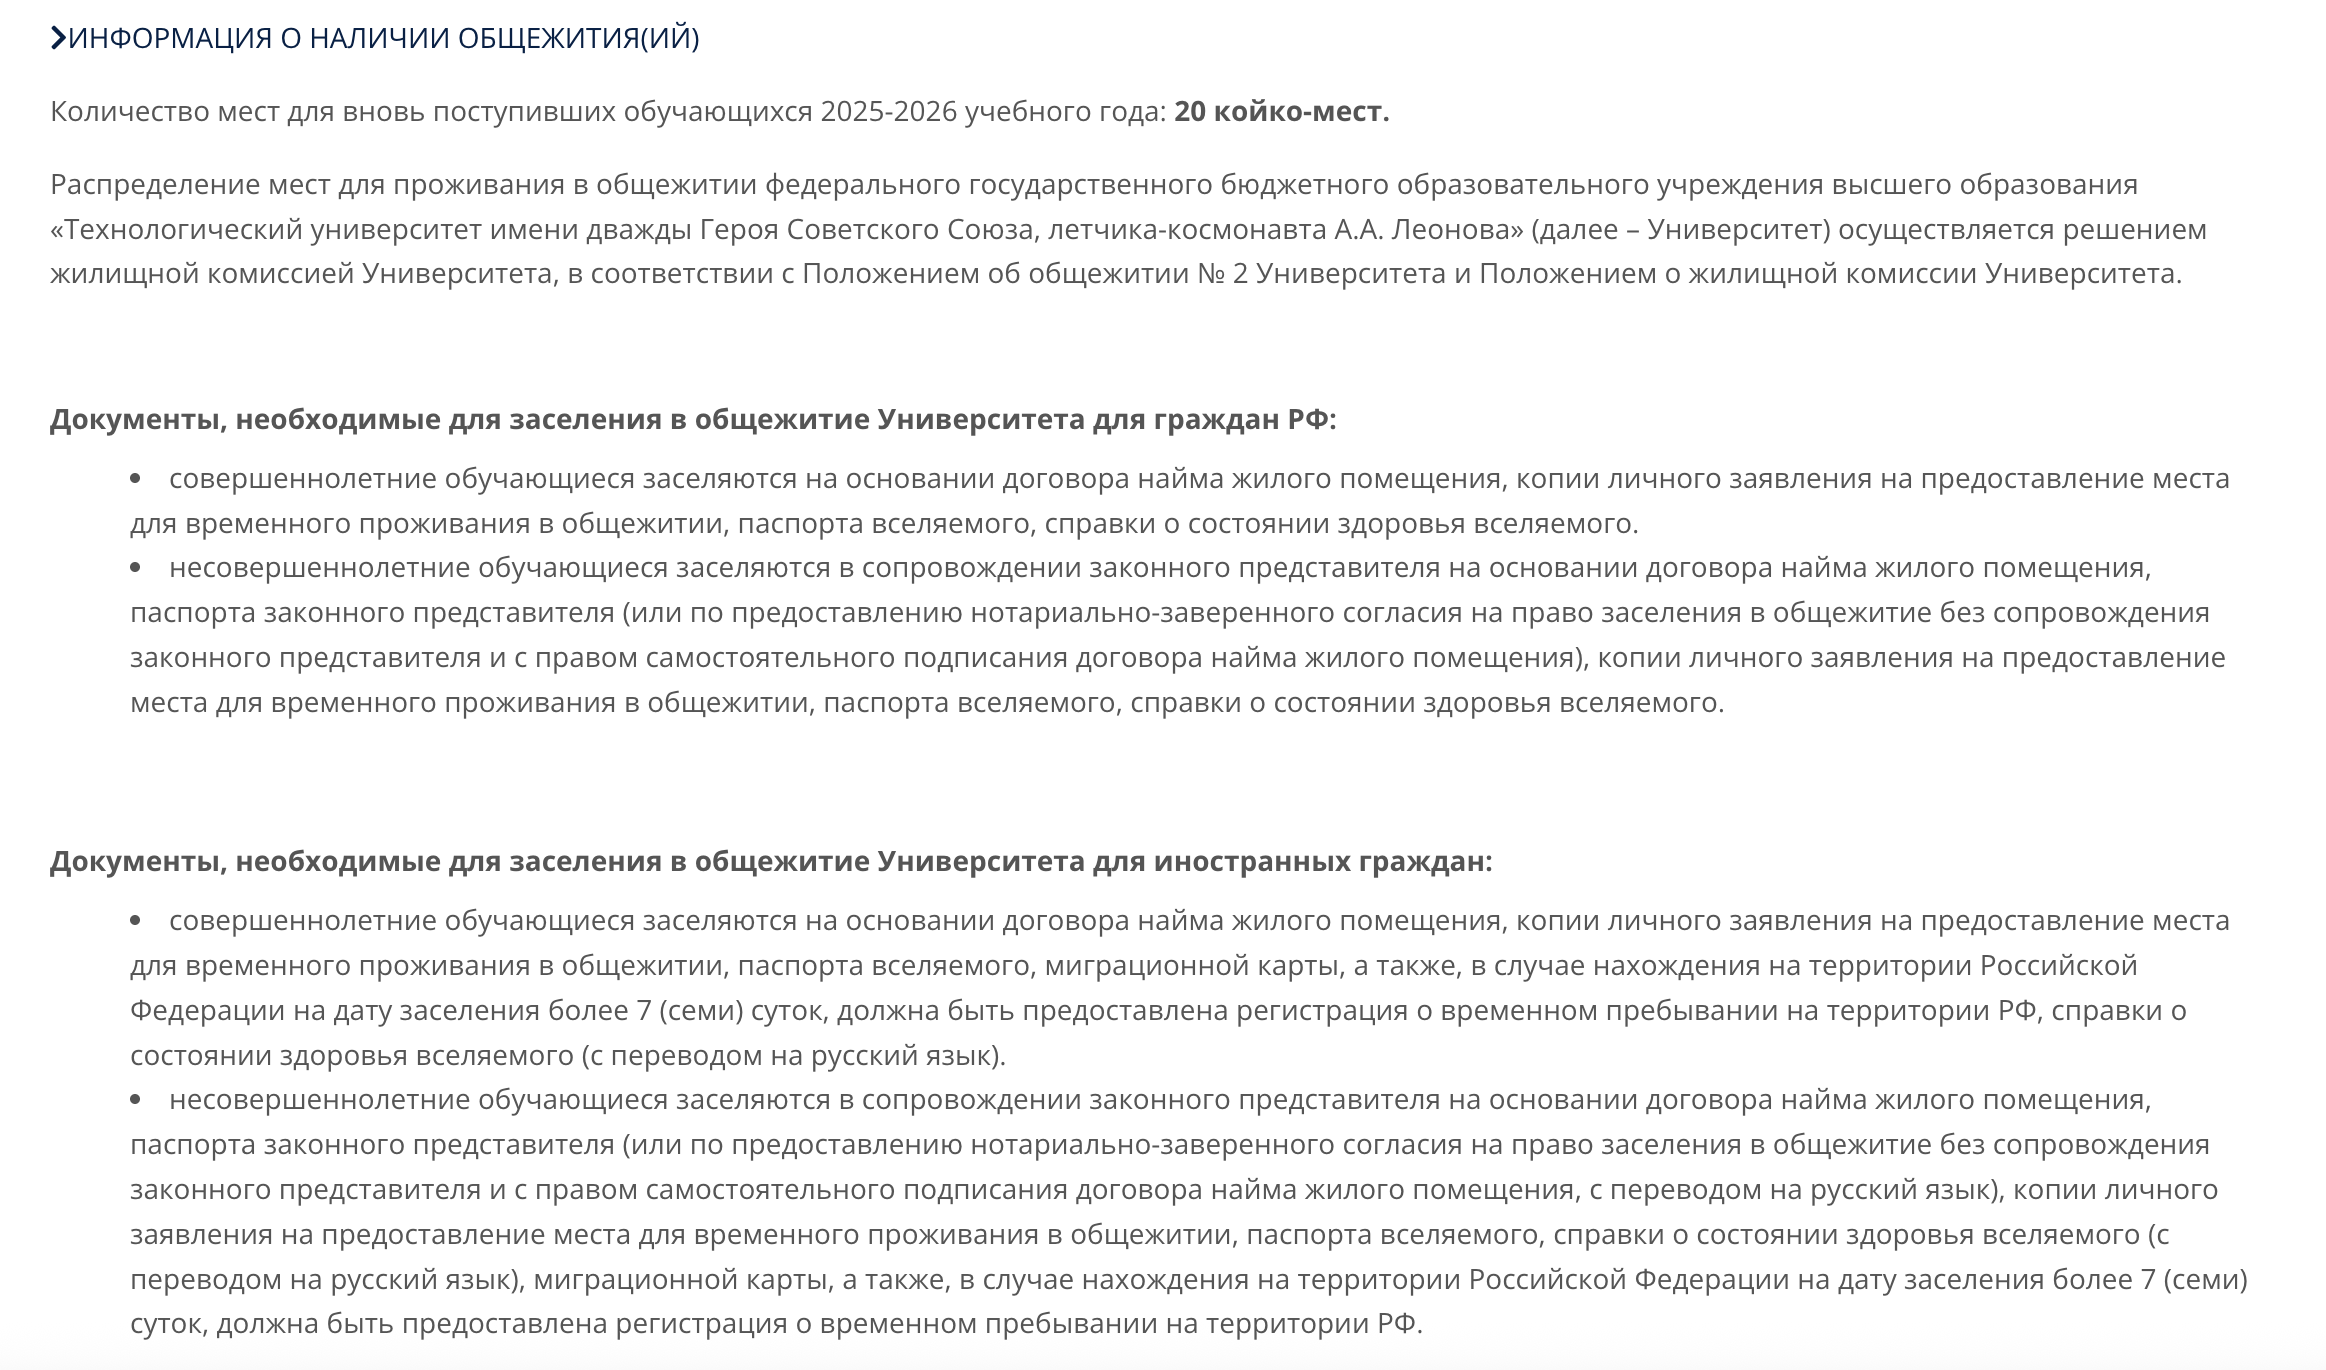 ИНФОРМАЦИЯ О НАЛИЧИИ ОБЩЕЖИТИЯ(ИЙ)
Количество мест для вновь поступивших обучающихся 2025-2026 учебного года: 20 койко-мест.
Распределение мест для проживания в общежитии федерального государственного бюджетного образовательного учреждения высшего образования
«Технологический университет имени дважды Героя Советского Союза, летчика-космонавта А.А. Леонова» (далее – Университет) осуществляется решением
жилищной комиссией Университета, в соответствии с Положением об общежитии № 2 Университета и Положением о жилищной комиссии Университета.
Документы, необходимые для заселения в общежитие Университета для граждан РФ:
• совершеннолетние обучающиеся заселяются на основании договора найма жилого помещения, копии личного заявления на предоставление места
для временного проживания в общежитии, паспорта вселяемого, справки о состоянии здоровья вселяемого.
• несовершеннолетние обучающиеся заселяются в сопровождении законного представителя на основании договора найма жилого помещения,
паспорта законного представителя (или по предоставлению нотариально-заверенного согласия на право заселения в общежитие без сопровождения
законного представителя и с правом самостоятельного подписания договора найма жилого помещения), копии личного заявления на предоставление
места для временного проживания в общежитии, паспорта вселяемого, справки о состоянии здоровья вселяемого.
Документы, необходимые для заселения в общежитие Университета для иностранных граждан:
• совершеннолетние обучающиеся заселяются на основании договора найма жилого помещения, копии личного заявления на предоставление места
для временного проживания в общежитии, паспорта вселяемого, миграционной карты, а также, в случае нахождения на территории Российской
Федерации на дату заселения более 7 (семи) суток, должна быть предоставлена регистрация о временном пребывании на территории РФ, справки о
состоянии здоровья вселяемого (с переводом на русский язык).
• несовершеннолетние обучающиеся заселяются в сопровождении законного представителя на основании договора найма жилого помещения,
паспорта законного представителя (или по предоставлению нотариально-заверенного согласия на право заселения в общежитие без сопровождения
законного представителя и с правом самостоятельного подписания договора найма жилого помещения, с переводом на русский язык), копии личного
заявления на предоставление места для временного проживания в общежитии, паспорта вселяемого, справки о состоянии здоровья вселяемого (с
переводом на русский язык), миграционной карты, а также, в случае нахождения на территории Российской Федерации на дату заселения более 7 (семи)
суток, должна быть предоставлена регистрация о временном пребывании на территории РФ.